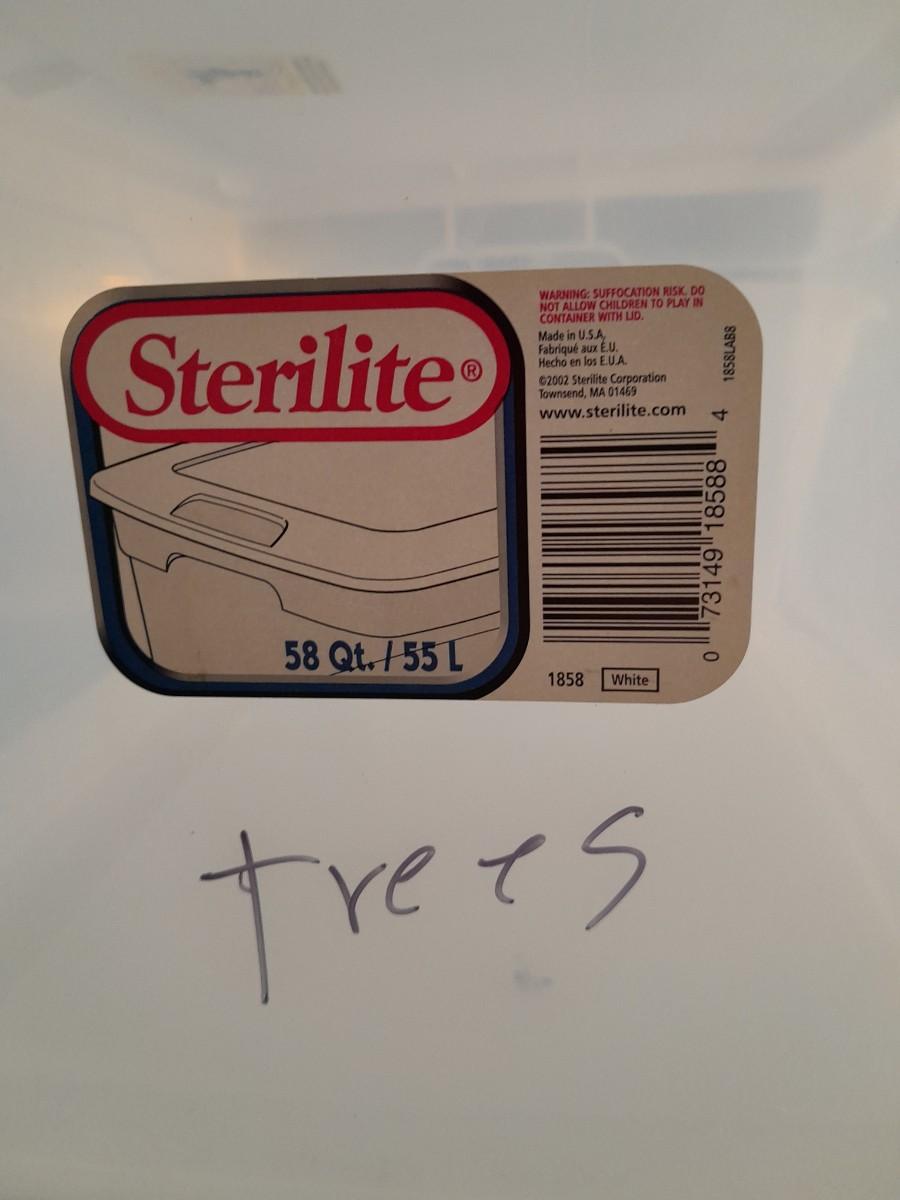 Sterilite®
58 Qt. / 55 L
WARNING: SUFFOCATION RISK. DO
NOT ALLOW CHILDREN TO PLAY IN
CONTAINER WITH LID.
Made in U.S.A.
Fabriqué aux É.U.
Hecho en los E.U.A.
©2002 Sterilite Corporation
Townsend, MA 01469
www.sterilite.com
1858LAB8
0 73149 18588 4
1858 White
trees